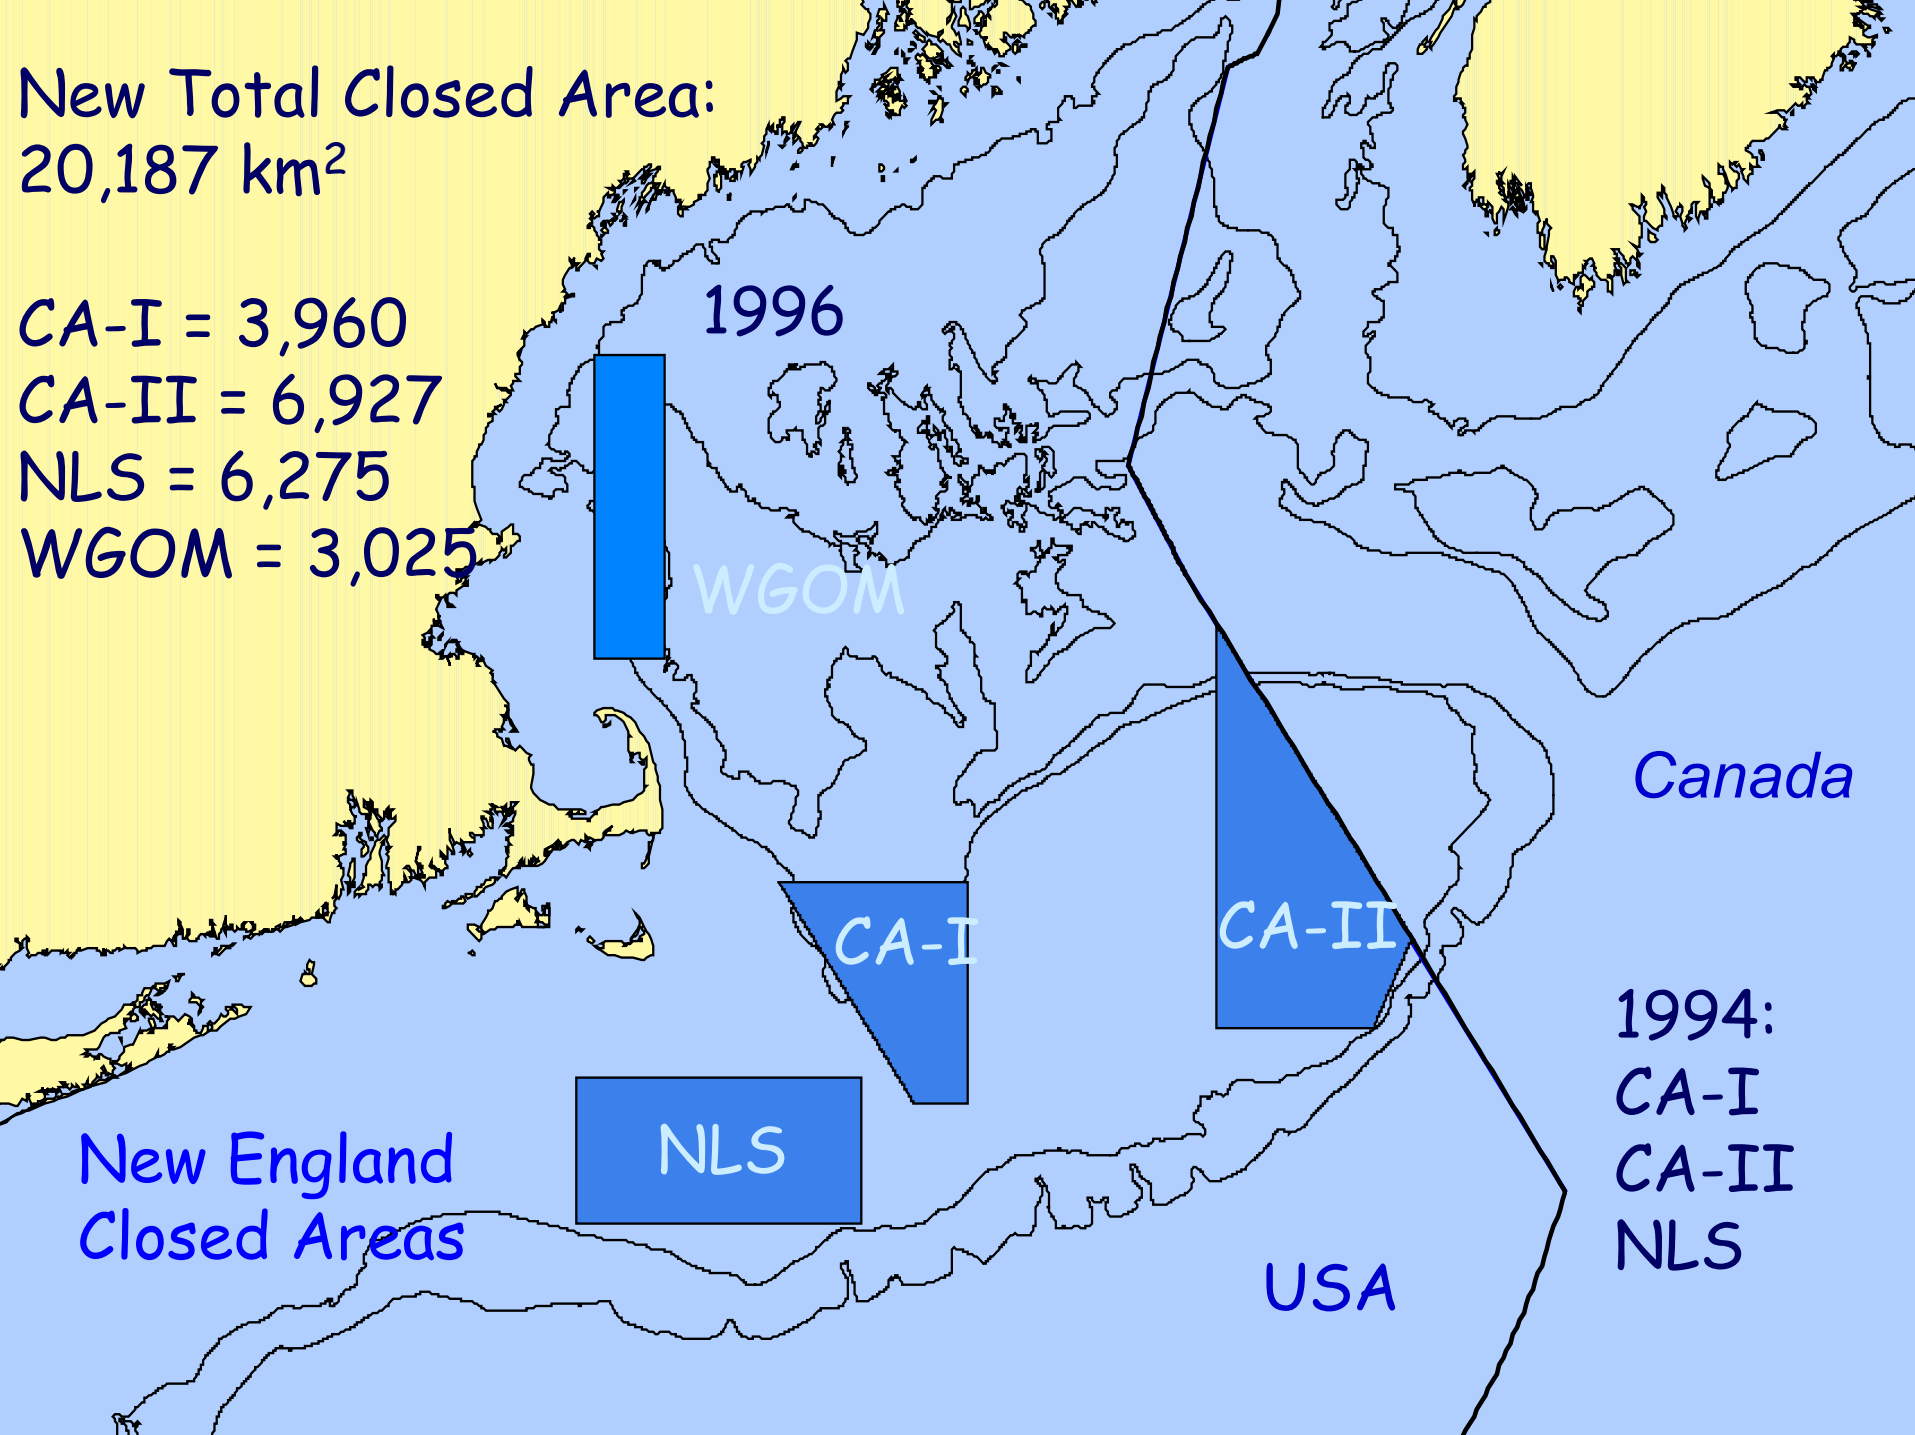 New Total Closed Area:
20,187 km²
CA-I = 3,960
CA-II = 6,927
NLS = 6,275
WGOM = 3,025
1996
WGOM
Canada
CA-I
CA-II
1994:
CA-I
CA-II
NLS
NLS
New England
Closed Areas
USA